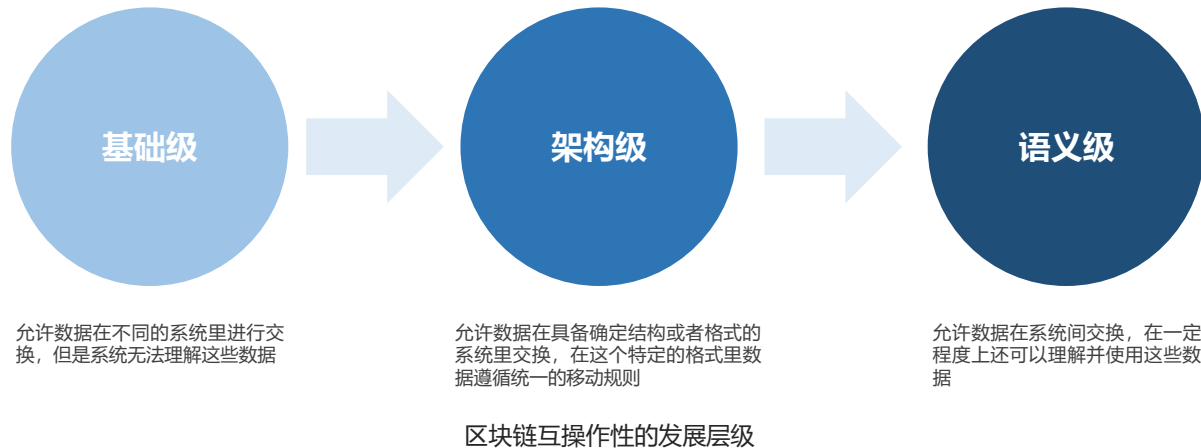 基础级
架构级
语义级
允许数据在不同的系统里进行交
换，但是系统无法理解这些数据
允许数据在具备确定结构或者格式的
系统里交换，在这个特定的格式里数
据遵循统一的移动规则
允许数据在系统间交换，在一定
程度上还可以理解并使用这些数
据
区块链互操作性的发展层级